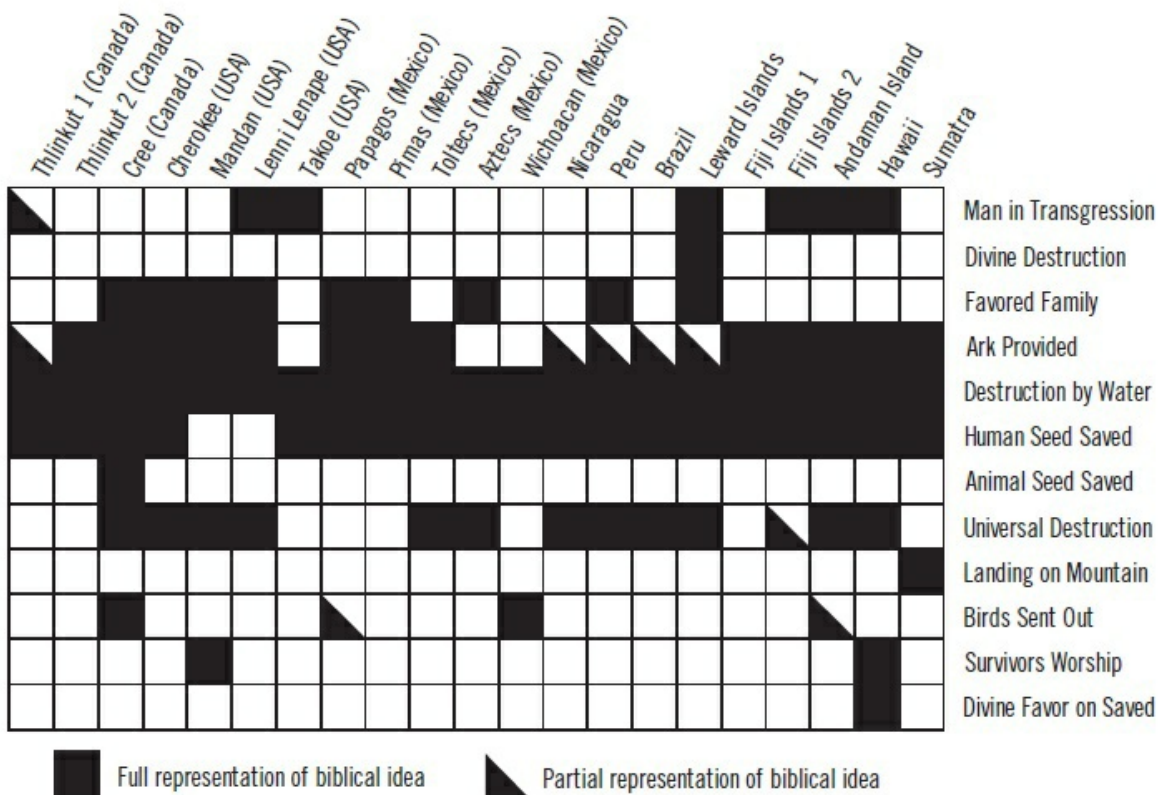 Thlinkut 1 (Canada)
Thlinkut 2 (Canada)
Cree (Canada)
Cherokee (USA)
Mandan (USA)
Lenni Lenape (USA)
Takoe (USA)
Papagos (Mexico)
Pimas (Mexico)
Toltecs (Mexico)
Aztecs (Mexico)
Wichoacan (Mexico)
Nicaragua
Peru
Brazil
Leward Islands
Fiji Islands 1
Fiji Islands 2
Andaman Island
Hawaii
Sumatra
Man in Transgression
Divine Destruction
Favored Family
Ark Provided
Destruction by Water
Human Seed Saved
Animal Seed Saved
Universal Destruction
Landing on Mountain
Birds Sent Out
Survivors Worship
Divine Favor on Saved
Full representation of biblical idea
Partial representation of biblical idea